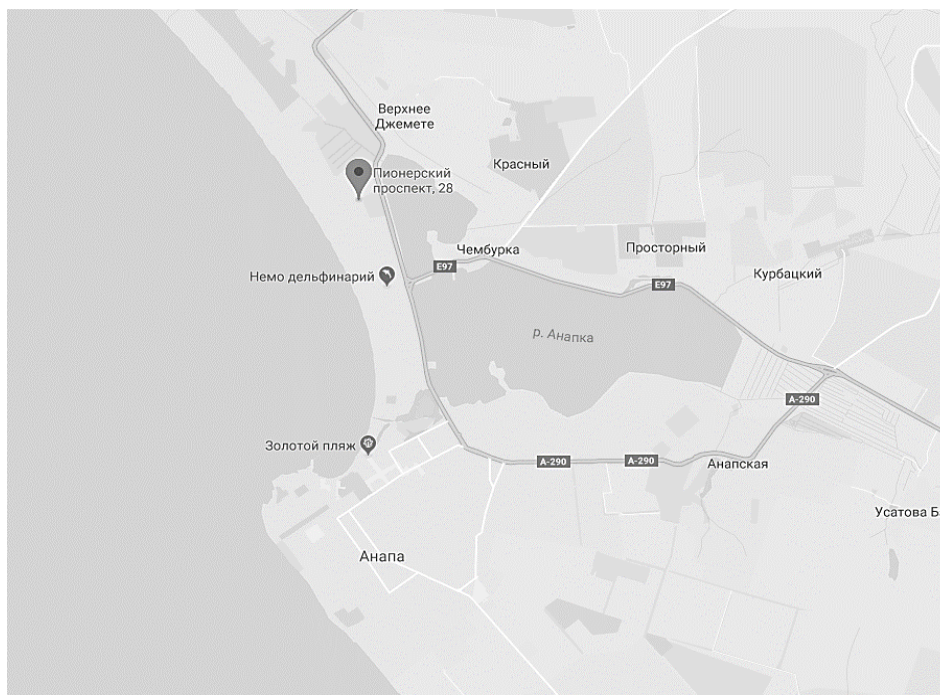 Верхнее
Джемете
Красный
Пионерский
проспект, 28
Чембурка
Просторный
E97
Немо дельфинарий
Курбацкий
E97
р. Анапка
А-290
Золотой пляж
А-290
А-290
Анапская
Усатова Ба
Анапа